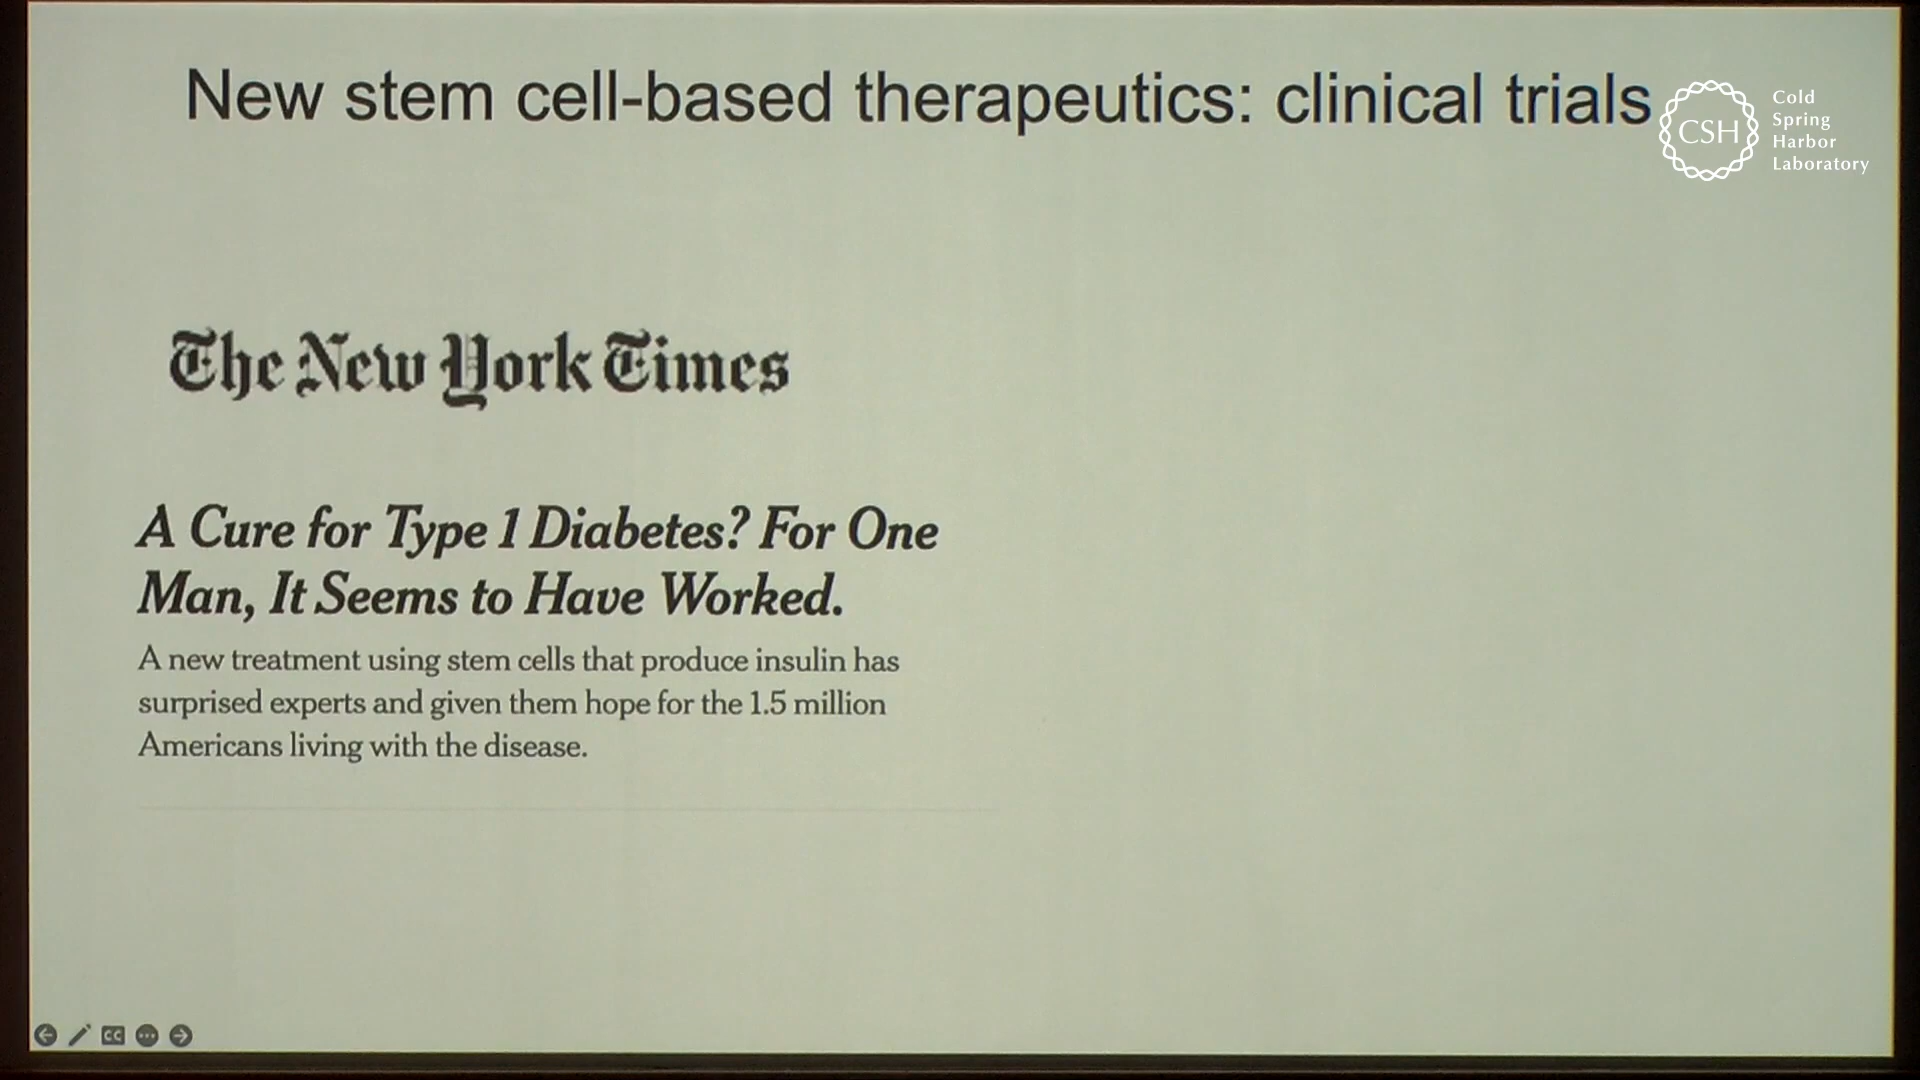 New stem cell-based therapeutics: clinical trials
CSH
Cold
Spring
Harbor
Laboratory
The New York Times
A Cure for Type 1 Diabetes? For One
Man, It Seems to Have Worked.
A new treatment using stem cells that produce insulin has
surprised experts and given them hope for the 1.5 million
Americans living with the disease.
CC